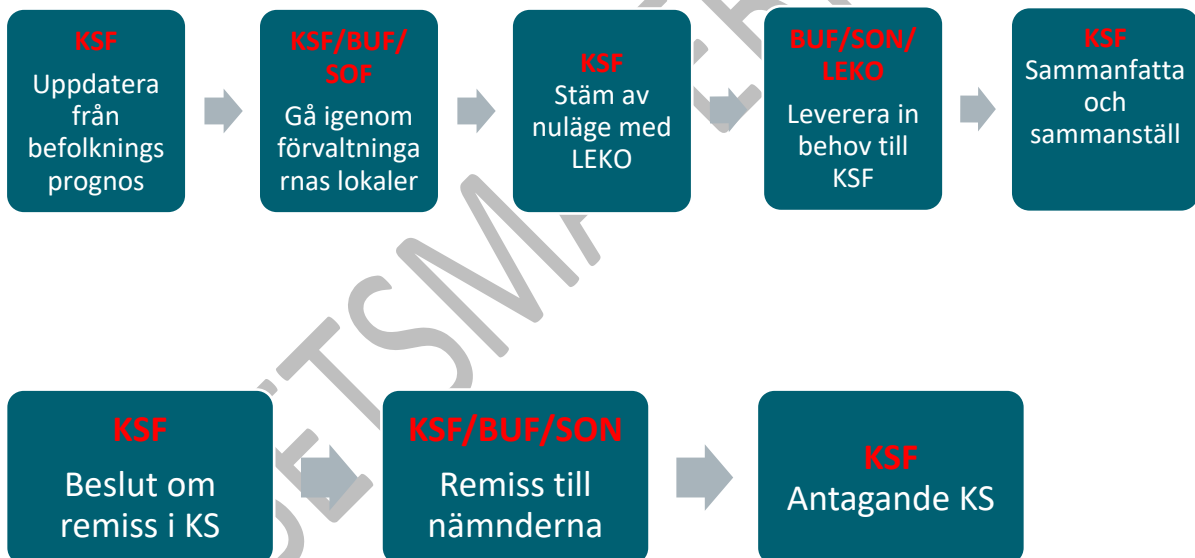 KSF
Uppdatera
från
befolknings
prognos
KSF/BUF/
SOF
Gå igenom
förvaltninga
rnas lokaler
KSF
Stäm av
nuläge med
LEKO
BUF/SON/
LEKO
Leverera in
behov till
KSF
KSF
Sammanfatta
och
sammanställ
KSF
Beslut om
remiss i KS
KSF/BUF/SON
Remiss till
nämnderna
KSF
Antagande KS